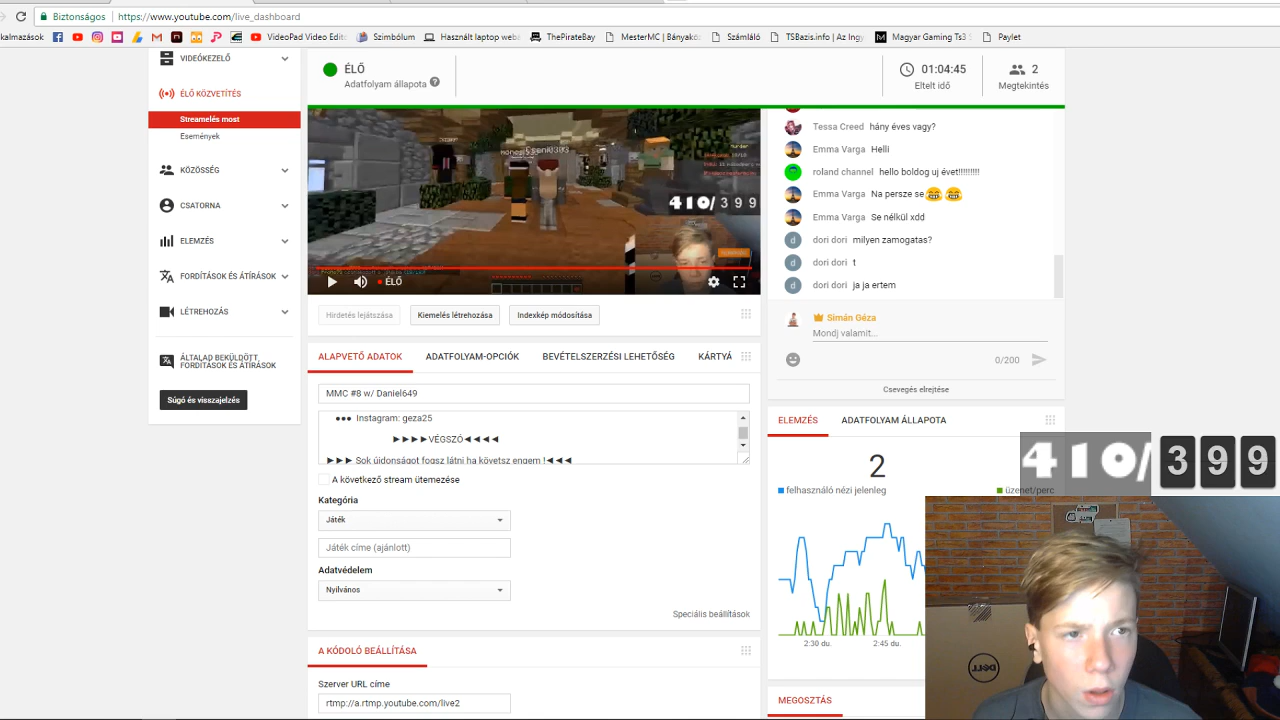 Biztonságos https://www.youtube.com/live_dashboard
kalmazások VideoPad Video Edit Szimbólum Használt laptop web ThePirateBay MesterMC | Bányaké Számláló TSBazis.info | Az Ingy Magyar Gaming Ts3 S Paylet
VIDEÓKEZELŐ
ÉLŐ KÖZVETÍTÉS
Streamelés most
Események
KÖZÖSSÉG
CSATORNA
ELEMZÉS
FORDÍTÁSOK ÉS ÁTÍRÁSOK
LÉTREHOZÁS
ÁLTALAD BEKÜLDÖTT
FORDÍTÁSOK ÉS ÁTÍRÁSOK
Súgó és visszajelzés
ÉLŐ
Adatfolyam állapota ?
01:04:45
Eltelt idő
2
Megtekintés
410/399
ÉLŐ
Hirdetés lejátszása Kiemelés létrehozása Indexkép módosítása
ALAPVETŐ ADATOK ADATFOLYAM-OPCIÓK BEVÉTELSZERZÉSI LEHETŐSÉG KÁRTYÁ
MMC #8 w/ Daniel649
●●● Instagram: geza25
►►►►VÉGSZÓ◄◄◄◄
►►► Sok újdonságot fogsz látni ha követsz engem !◄◄◄
A következő stream ütemezése
Kategória
Játék
Játék címe (ajánlott)
Adatvédelem
Nyilvános
Speciális beállítások
A KÓDOLÓ BEÁLLÍTÁSA
Szerver URL címe
rtmp://a.rtmp.youtube.com/live2
Tessa Creed hány éves vagy?
Emma Varga Helli
roland channel hello boldog uj évet!!!!!!!!!
Emma Varga Na persze se😂😂
Emma Varga Se nélkül xdd
d dori dori milyen zamogatas?
d dori dori t
d dori dori ja ja ertem
Simán Géza
Mondj valamit...
0/200
Csevegés elrejtése
ELEMZÉS ADATFOLYAM ÁLLAPOTA
2
felhasználó nézi jelenleg üzenet/perc
2:30 du. 2:45 du.
MEGOSZTÁS
410/399
DELL